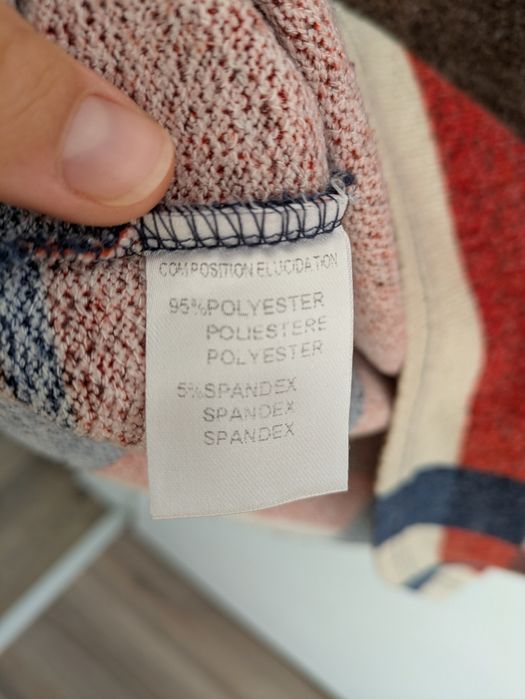 COMPOSITION ELUCIDATION
95%POLYESTER
POLIESTERE
POLYESTER
5%SPANDEX
SPANDEX
SPANDEX